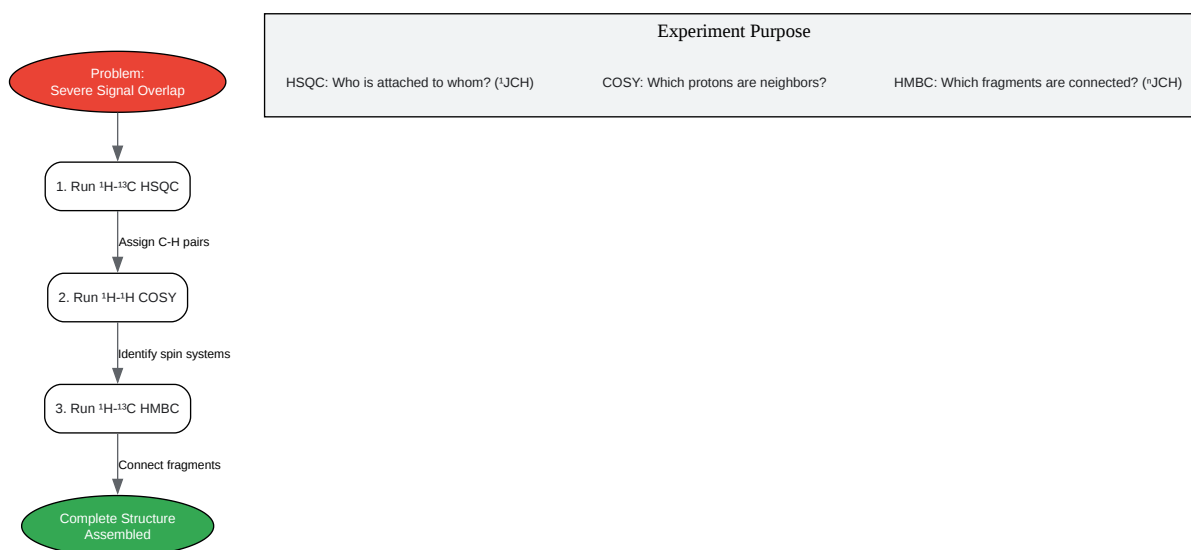 Problem:
Severe Signal Overlap
1. Run ¹H-¹³C HSQC
Assign C-H pairs
2. Run ¹H-¹H COSY
Identify spin systems
3. Run ¹H-¹³C HMBC
Connect fragments
Complete Structure
Assembled
Experiment Purpose
HSQC: Who is attached to whom? (¹JCH)
COSY: Which protons are neighbors?
HMBC: Which fragments are connected? (ⁿJCH)